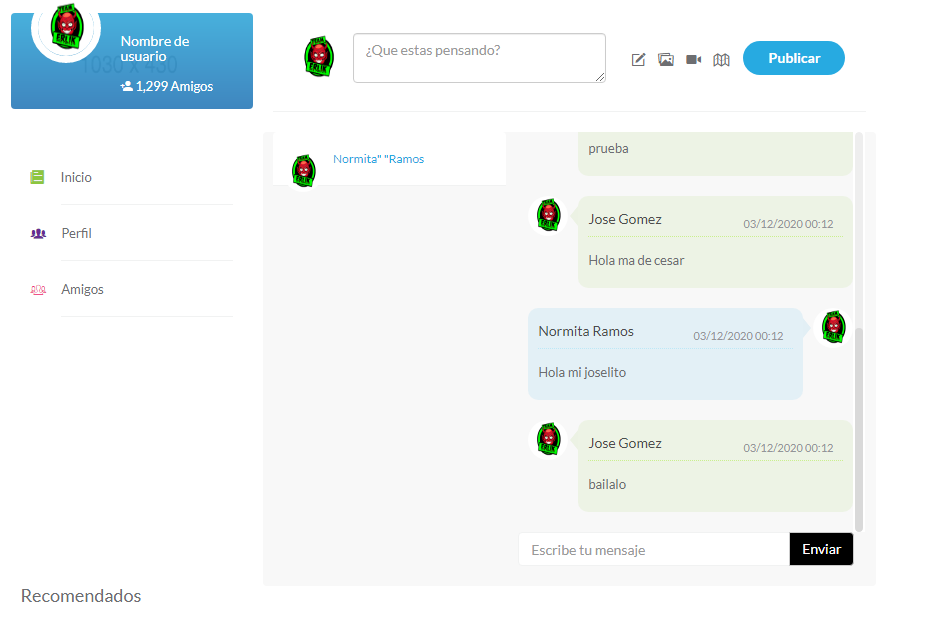 Nombre de
usuario
1030 X 450
1,299 Amigos
¿Que estas pensando?
Publicar
Inicio
Perfil
Amigos
Recomendados
Normita" "Ramos
prueba
Jose Gomez 03/12/2020 00:12
Hola ma de cesar
Normita Ramos 03/12/2020 00:12
Hola mi joselito
Jose Gomez 03/12/2020 00:12
bailalo
Escribe tu mensaje
Enviar